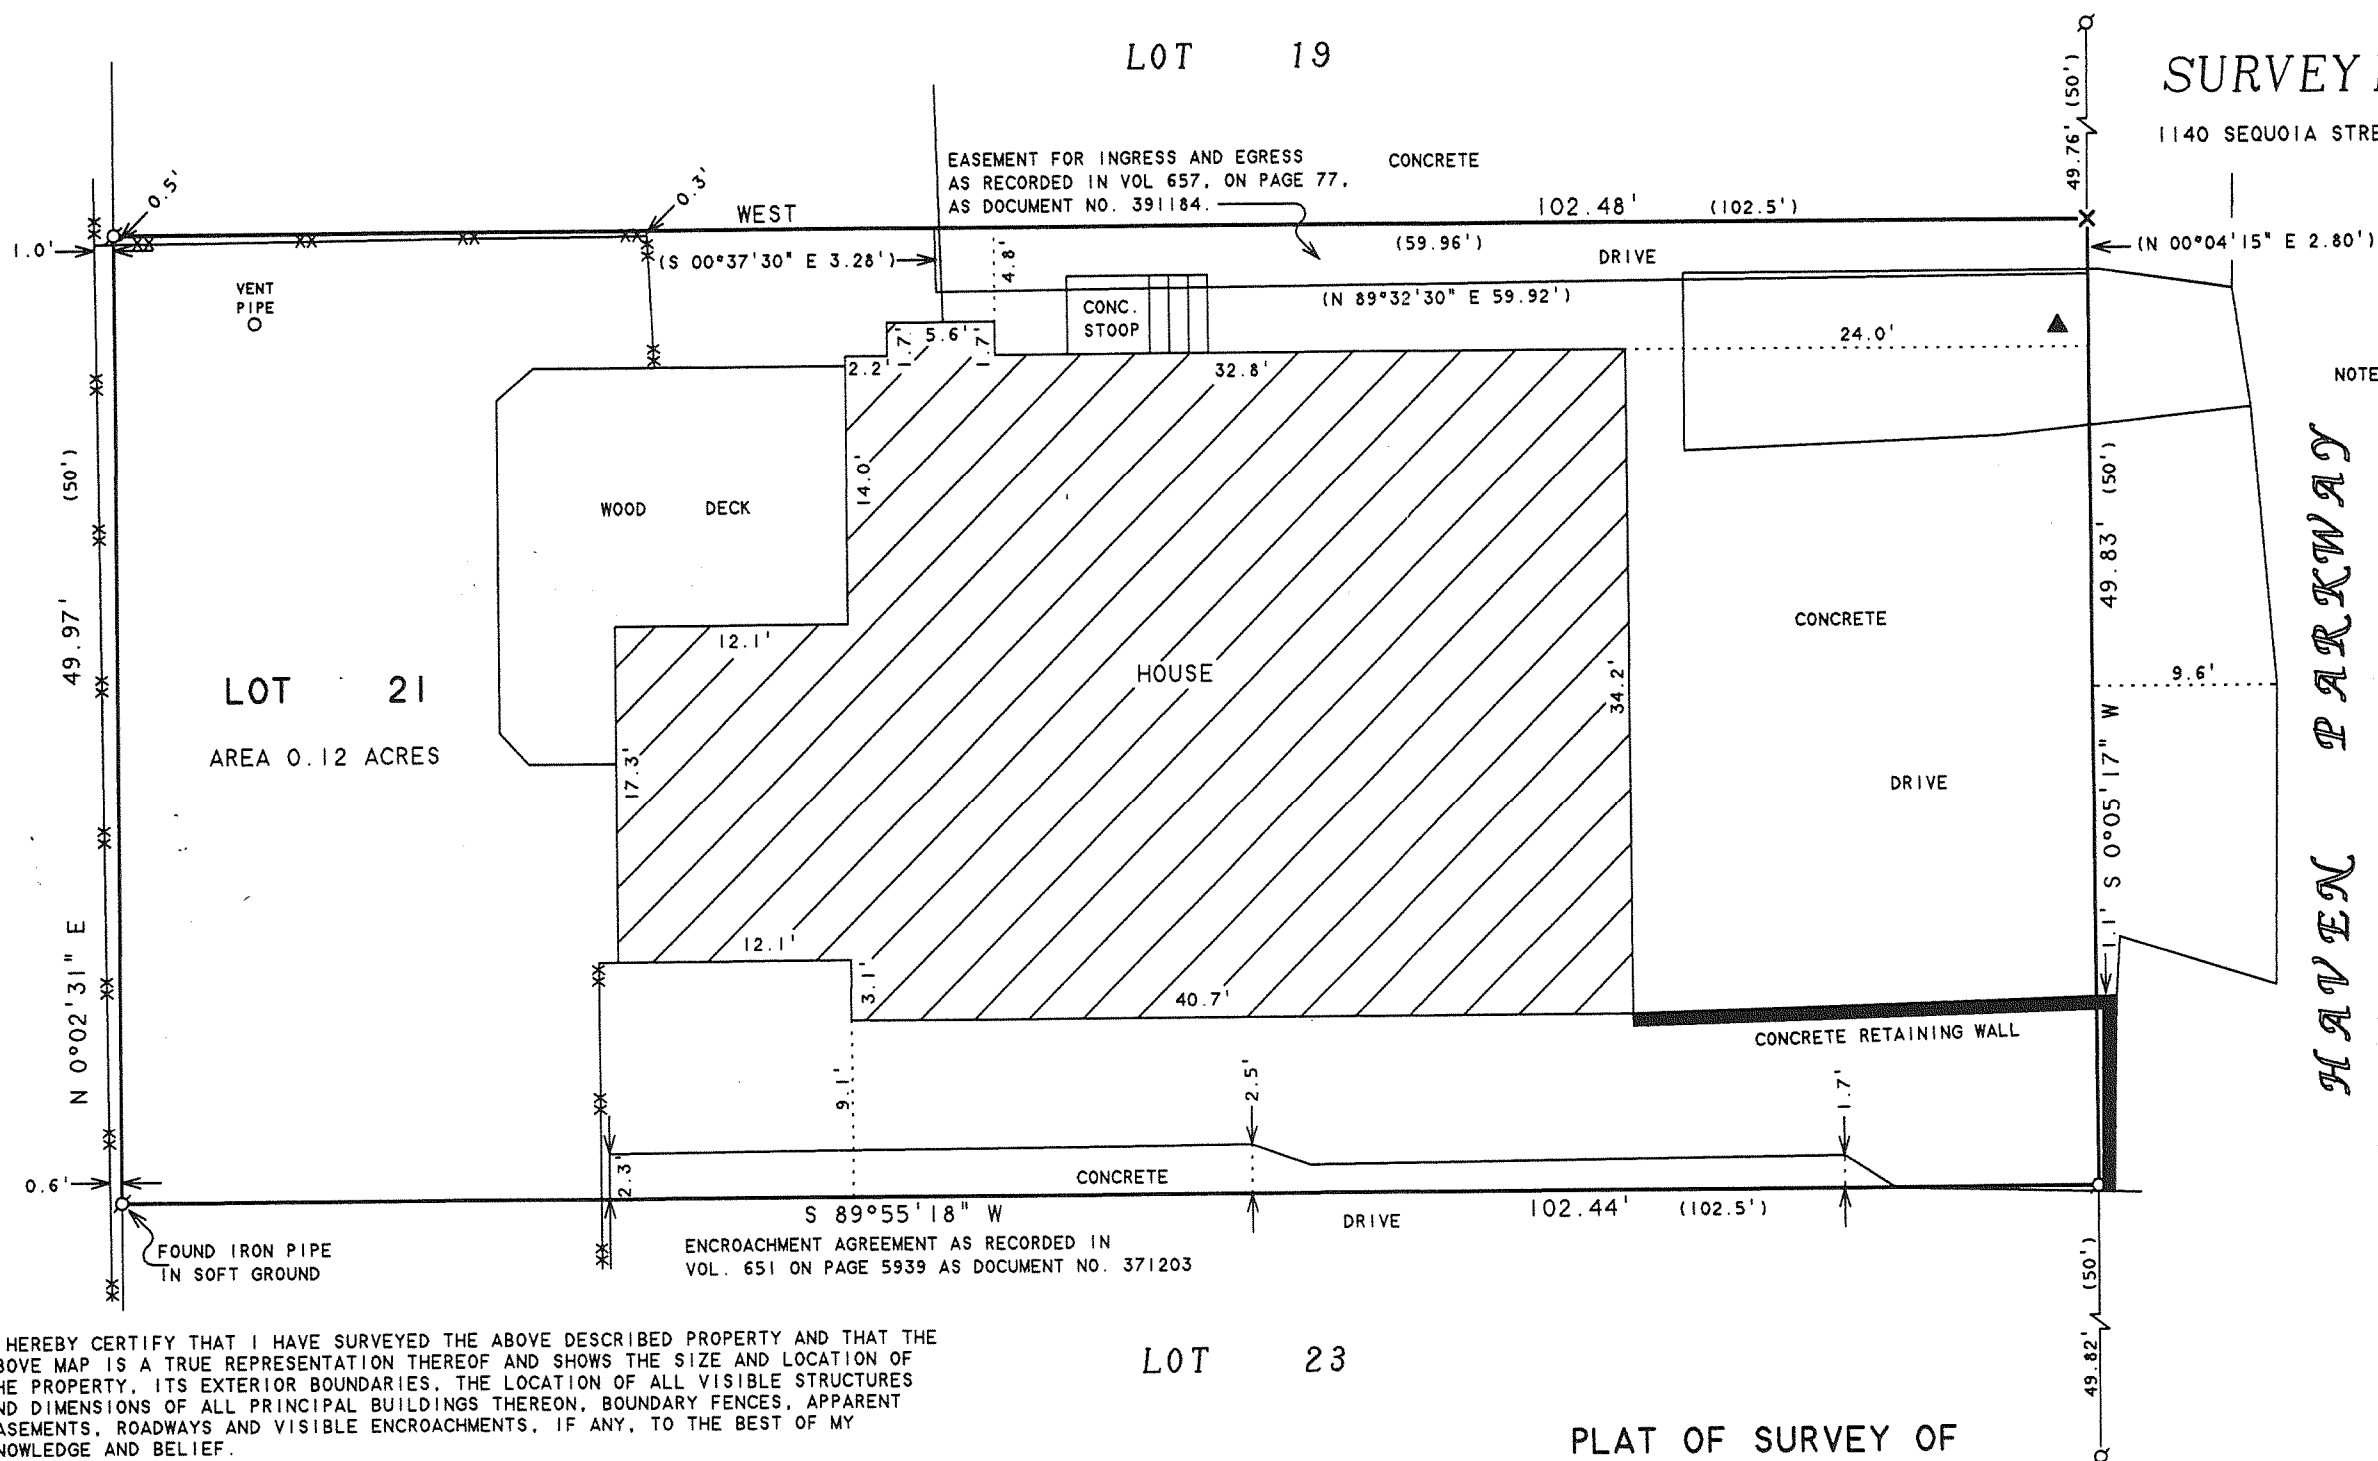 LOT 19
SURVEY
1140 SEQUOIA STRE
49.76' (50')
EASEMENT FOR INGRESS AND EGRESS
AS RECORDED IN VOL 657, ON PAGE 77,
AS DOCUMENT NO. 391184.
CONCRETE
0.5'
0.3'
WEST
102.48' (102.5')
1.0'
(S 00°37'30" E 3.28')
4.8'
(59.96')
DRIVE
(N 00°04'15" E 2.80')
VENT
PIPE
(N 89°32'30" E 59.92')
CONC.
STOOP
5.6'
1.7'
1.7'
24.0'
2.2'
32.8'
NOTE
49.97' (50')
14.0'
WOOD DECK
49.83' (50')
CONCRETE
12.1'
HOUSE
34.2'
9.6'
LOT 21
AREA 0.12 ACRES
17.3'
DRIVE
S 0°05'17" W
HAVEN PARKWAY
N 0°02'31" E
12.1'
3.1'
40.7'
1.1'
CONCRETE RETAINING WALL
9.1'
2.5'
1.7'
0.6'
2.3'
CONCRETE
S 89°55'18" W
DRIVE
102.44' (102.5')
FOUND IRON PIPE
IN SOFT GROUND
ENCROACHMENT AGREEMENT AS RECORDED IN
VOL. 651 ON PAGE 5939 AS DOCUMENT NO. 371203
49.82' (50')
HEREBY CERTIFY THAT I HAVE SURVEYED THE ABOVE DESCRIBED PROPERTY AND THAT THE
BOVE MAP IS A TRUE REPRESENTATION THEREOF AND SHOWS THE SIZE AND LOCATION OF
HE PROPERTY, ITS EXTERIOR BOUNDARIES, THE LOCATION OF ALL VISIBLE STRUCTURES
ND DIMENSIONS OF ALL PRINCIPAL BUILDINGS THEREON, BOUNDARY FENCES, APPARENT
ASEMENTS, ROADWAYS AND VISIBLE ENCROACHMENTS, IF ANY, TO THE BEST OF MY
NOWLEDGE AND BELIEF.
LOT 23
PLAT OF SURVEY OF